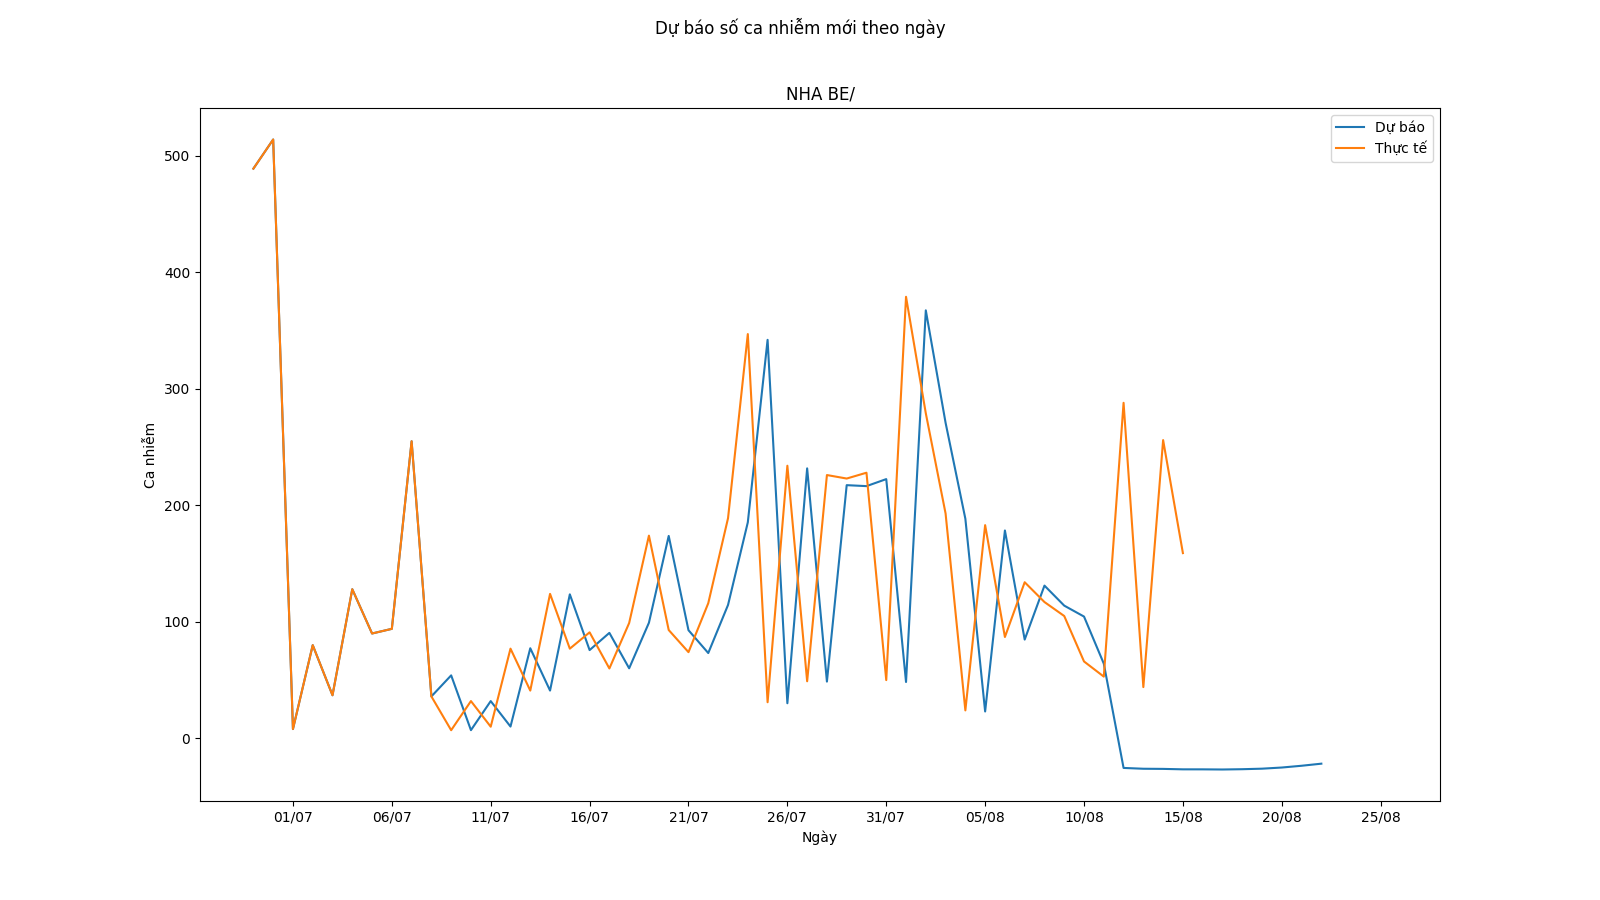 Dự báo số ca nhiễm mới theo ngày
NHA BE/
Dự báo
Thực tế
Ca nhiễm
500
400
300
200
100
0
01/07 06/07 11/07 16/07 21/07 26/07 31/07 05/08 10/08 15/08 20/08 25/08
Ngày